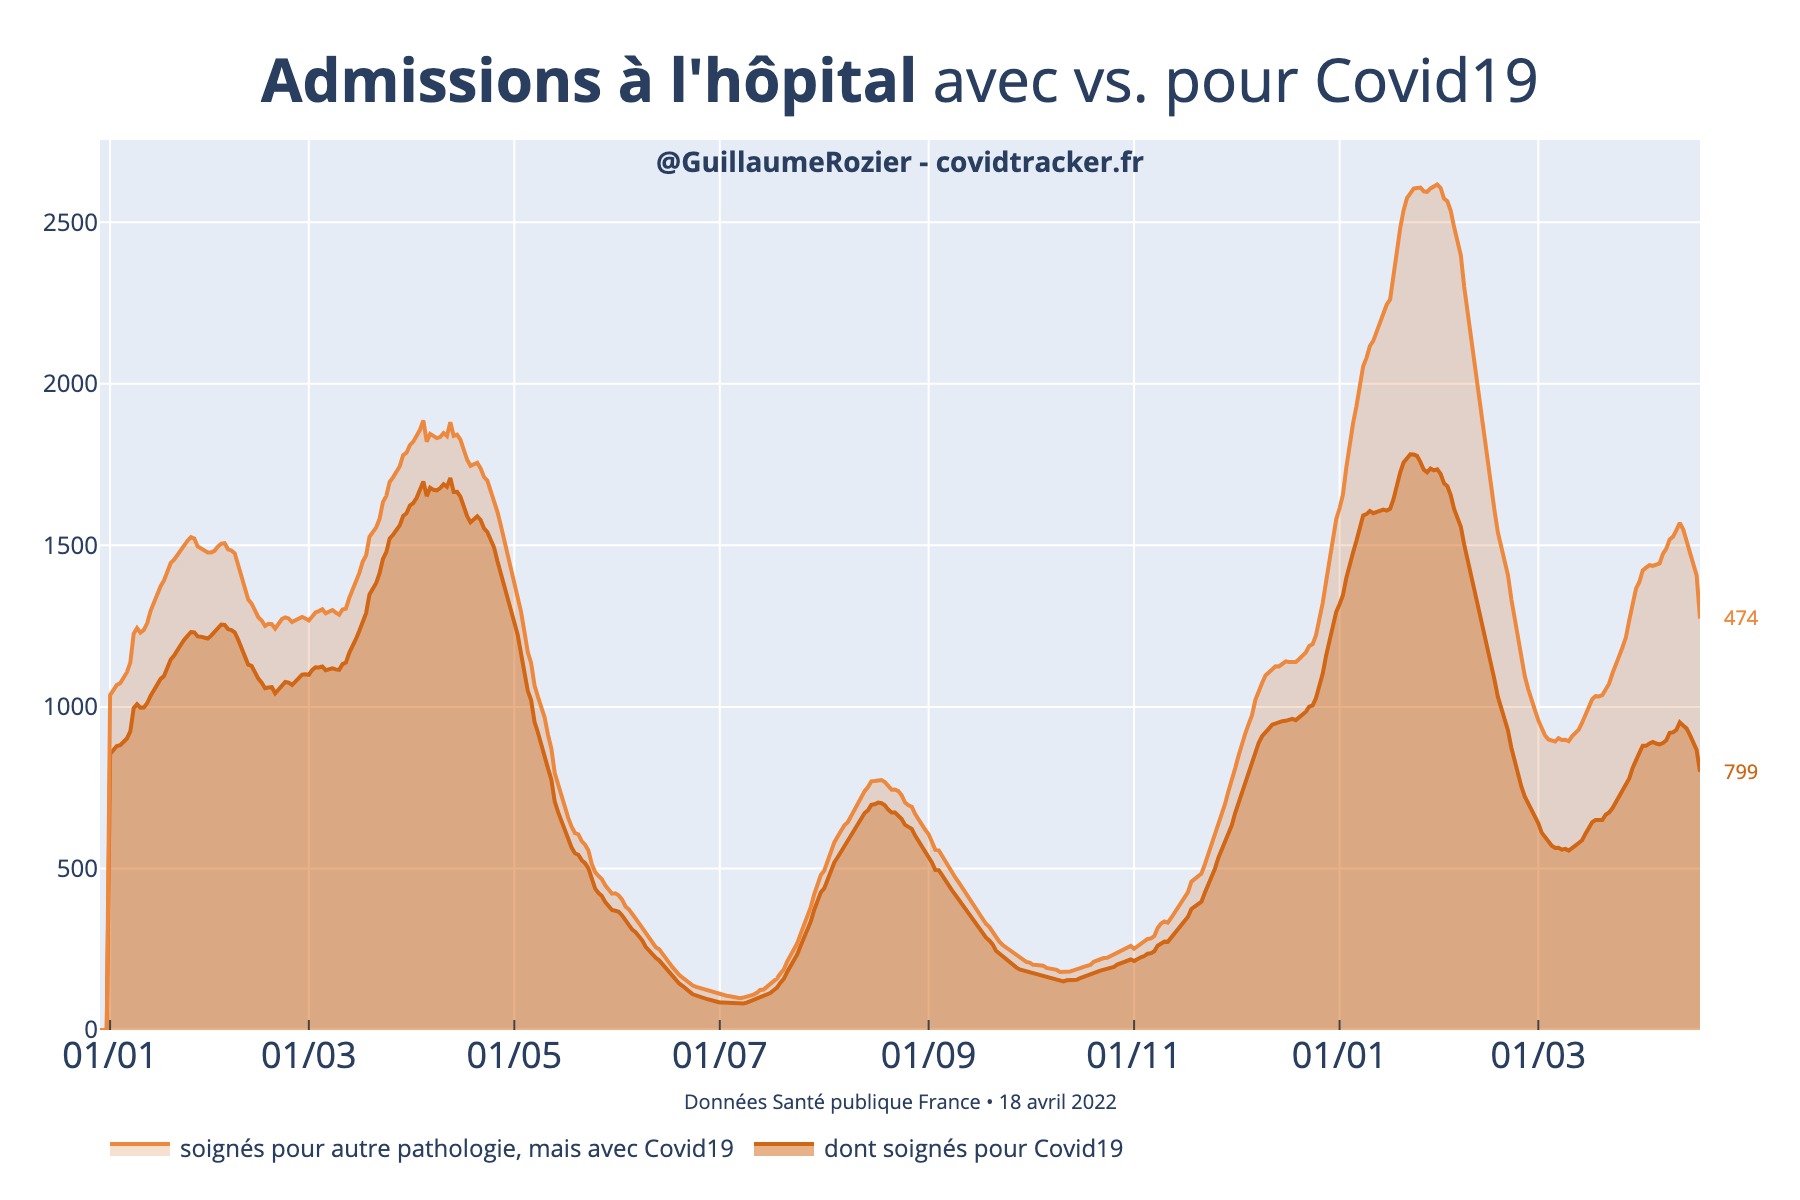 Admissions à l'hôpital avec vs. pour Covid19
@GuillaumeRozier - covidtracker.fr
2500
2000
1500
1000
500
0
474
799
01/01 01/03 01/05 01/07 01/09 01/11 01/01 01/03
Données Santé publique France • 18 avril 2022
soignés pour autre pathologie, mais avec Covid19 dont soignés pour Covid19